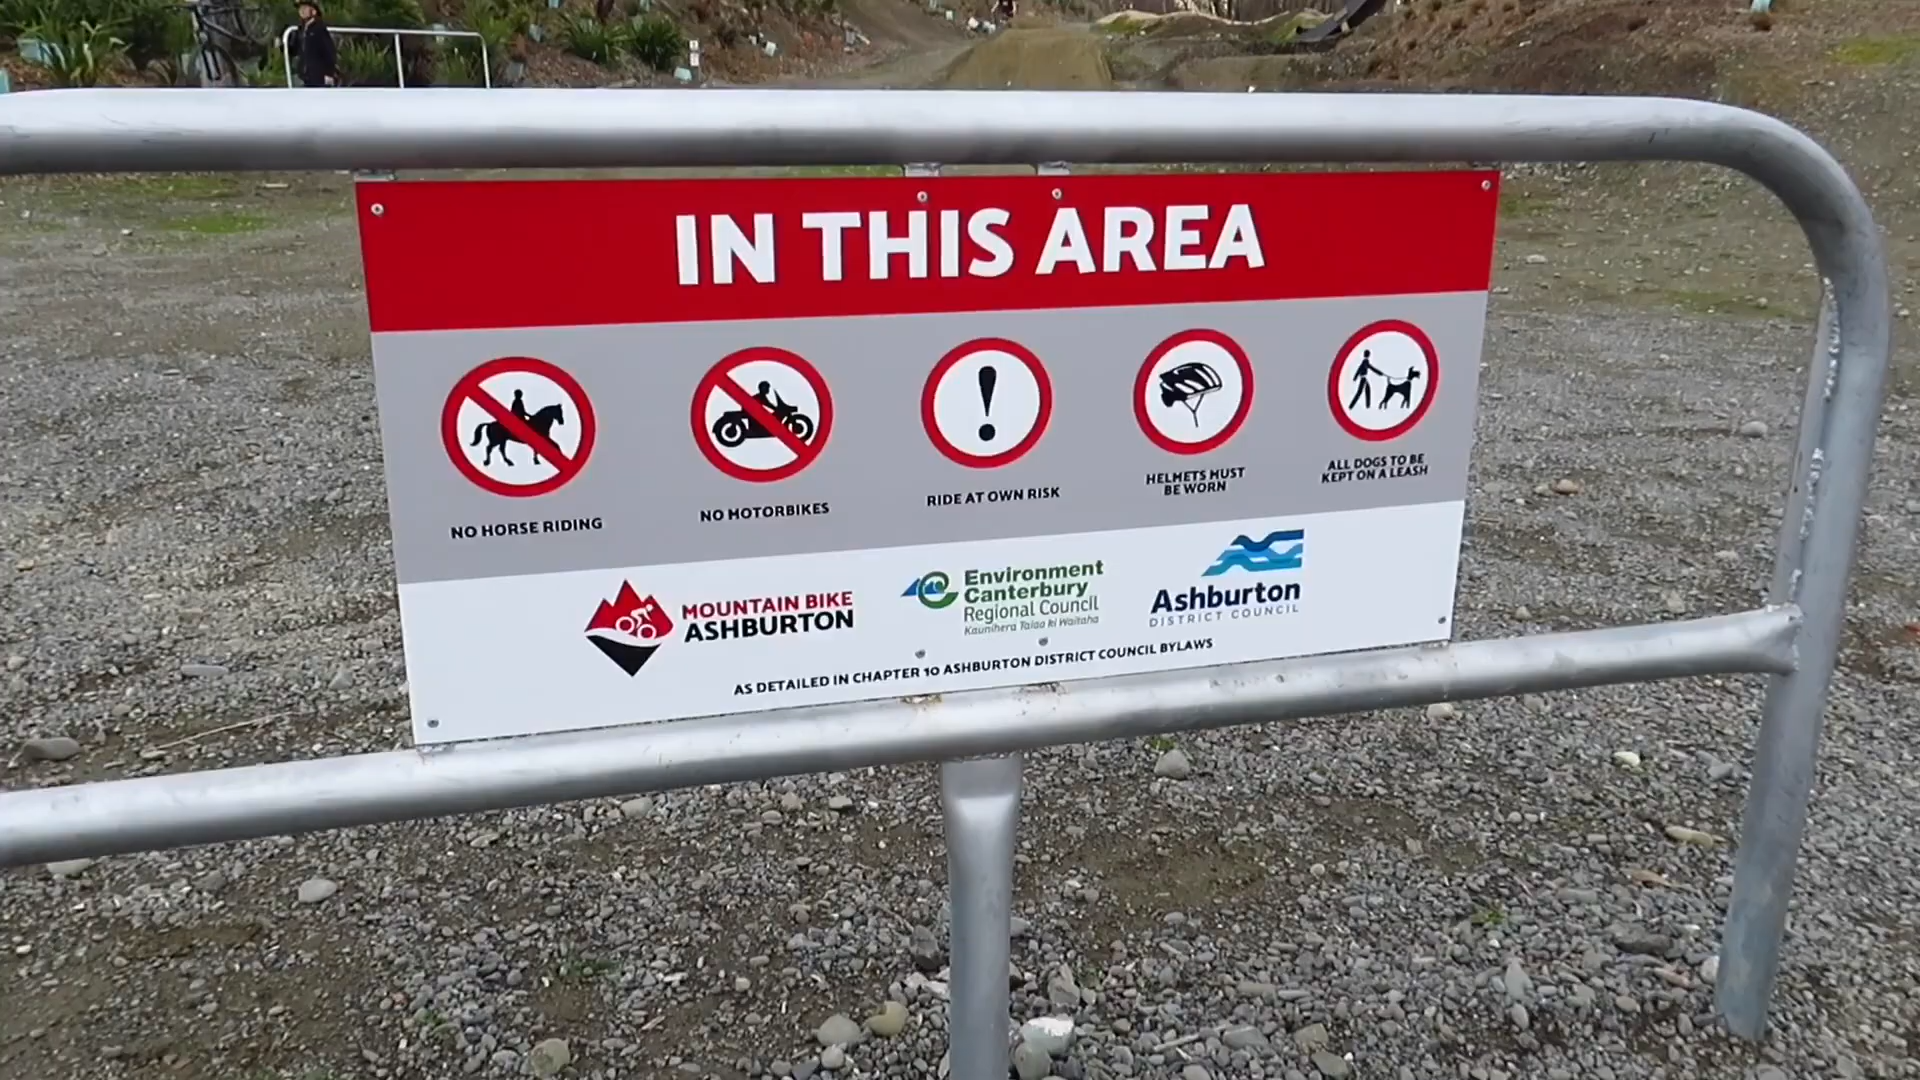 IN THIS AREA
NO HORSE RIDING
NO MOTORBIKES
RIDE AT OWN RISK
HELMETS MUST
BE WORN
ALL DOGS TO BE
KEPT ON A LEASH
MOUNTAIN BIKE
ASHBURTON
Environment
Canterbury
Regional Council
Kaunihera Taiao ki Waitaha
Ashburton
DISTRICT COUNCIL
AS DETAILED IN CHAPTER 10 ASHBURTON DISTRICT COUNCIL BYLAWS